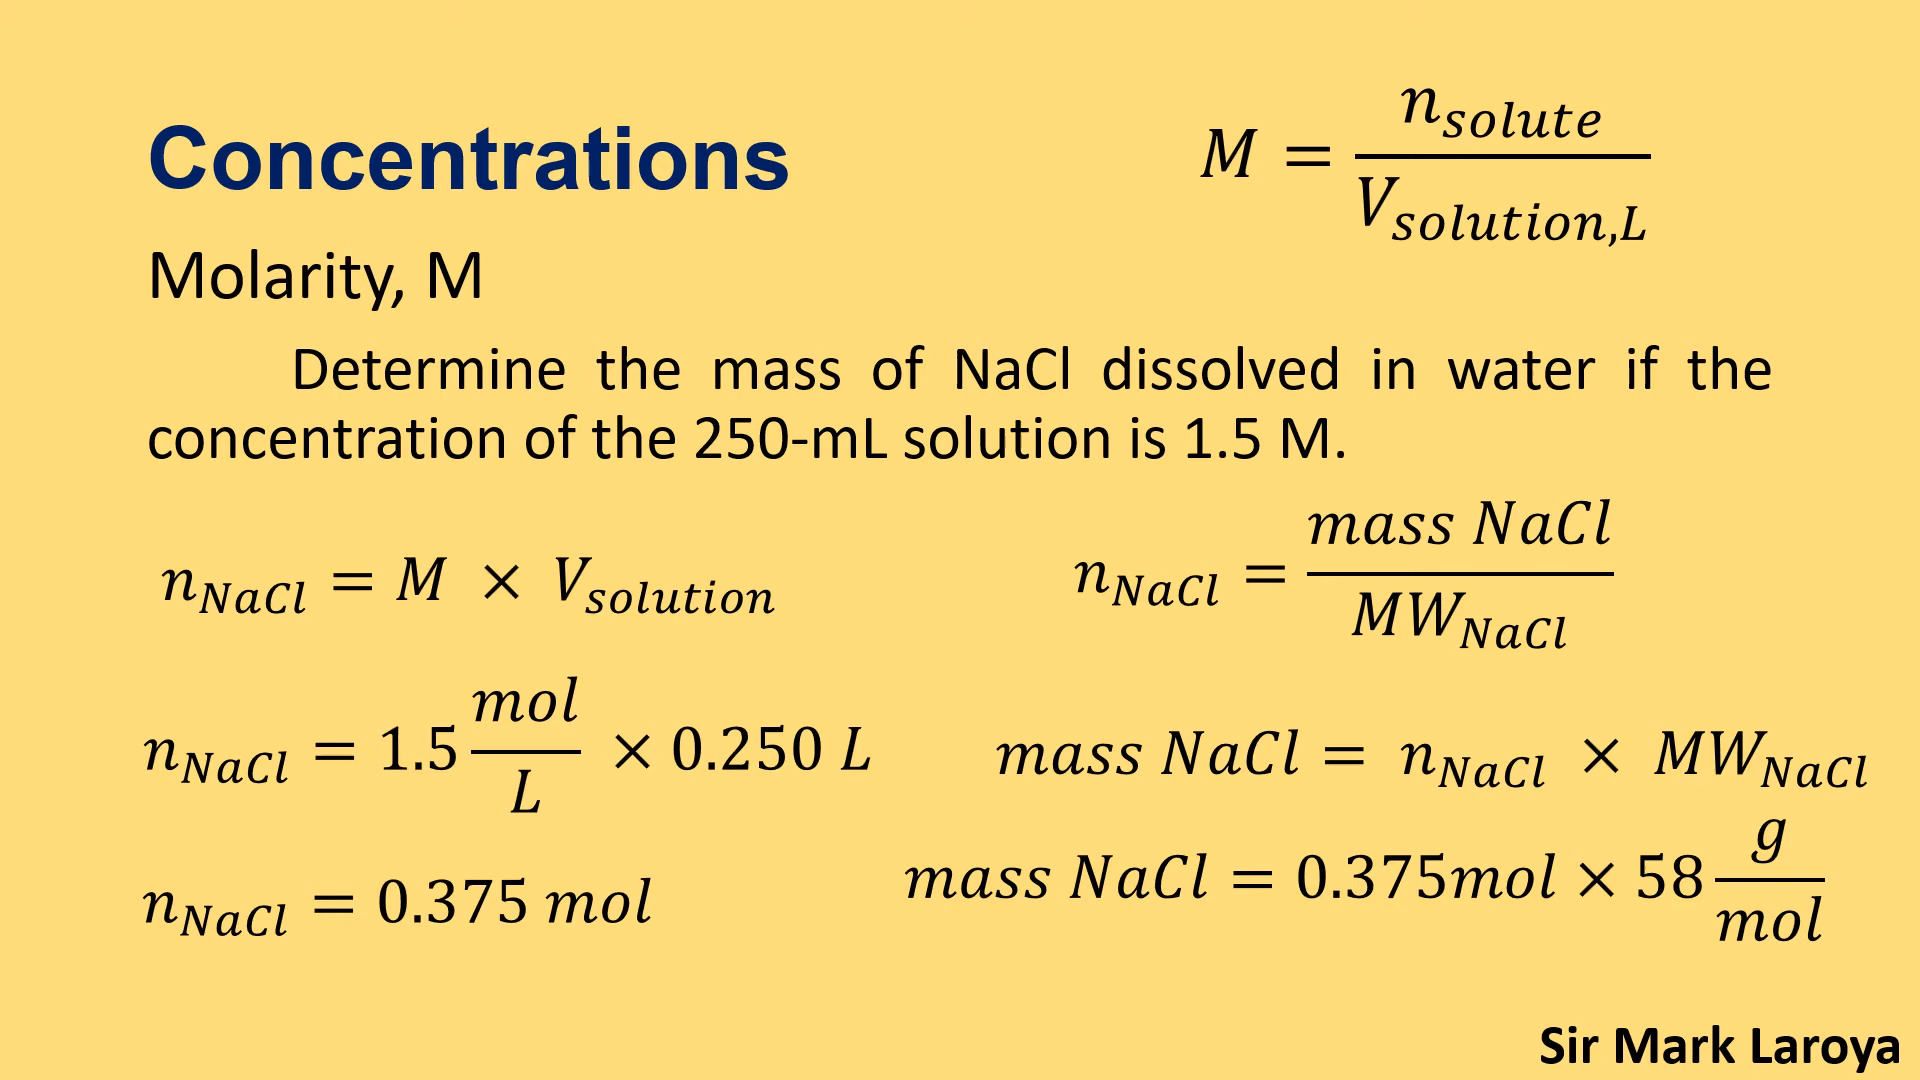 Concentrations
M = n_solute / V_solution,L
Molarity, M
Determine the mass of NaCl dissolved in water if the
concentration of the 250-mL solution is 1.5 M.
n_NaCl = M × V_solution
n_NaCl = mass NaCl / MW_NaCl
n_NaCl = 1.5 mol/L × 0.250 L
mass NaCl = n_NaCl × MW_NaCl
n_NaCl = 0.375 mol
mass NaCl = 0.375mol × 58 g/mol
Sir Mark Laroya